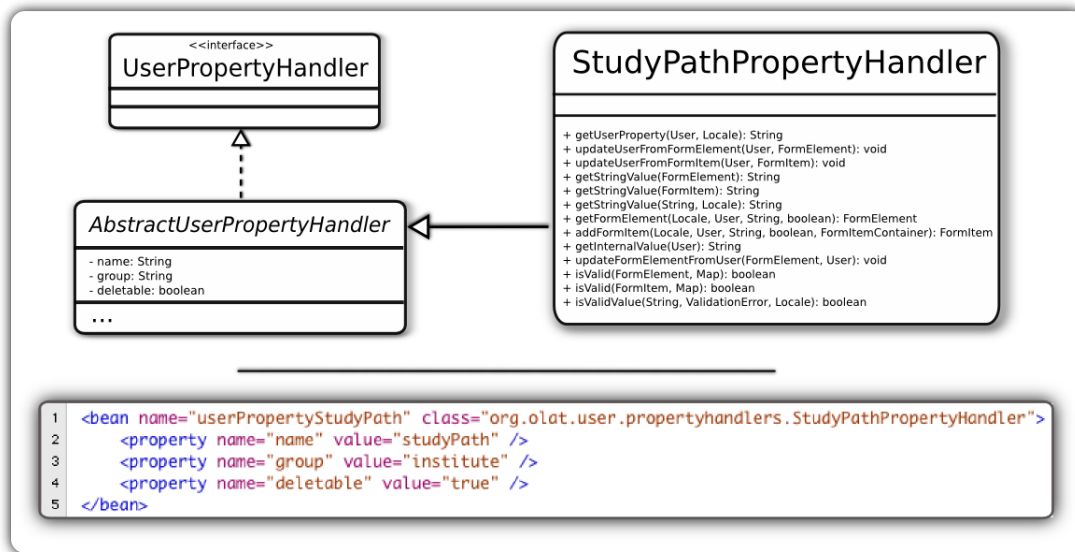 <<interface>>
UserPropertyHandler
AbstractUserPropertyHandler
- name: String
- group: String
- deletable: boolean
...
StudyPathPropertyHandler
+ getUserProperty(User, Locale): String
+ updateUserFromFormElement(User, FormElement): void
+ updateUserFromFormItem(User, FormItem): void
+ getStringValue(FormElement): String
+ getStringValue(FormItem): String
+ getStringValue(String, Locale): String
+ getFormElement(Locale, User, String, boolean): FormElement
+ addFormItem(Locale, User, String, boolean, FormItemContainer): FormItem
+ getInternalValue(User): String
+ updateFormElementFromUser(FormElement, User): void
+ isValid(FormElement, Map): boolean
+ isValid(FormItem, Map): boolean
+ isValidValue(String, ValidationError, Locale): boolean
1 <bean name="userPropertyStudyPath" class="org.olat.user.propertyhandlers.StudyPathPropertyHandler">
2 <property name="name" value="studyPath" />
3 <property name="group" value="institute" />
4 <property name="deletable" value="true" />
5 </bean>